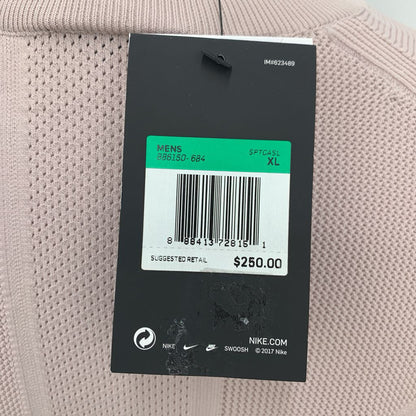 IM#623489
MENS SPTCASL
886150-684 XL
8 88413 72815 1
SUGGESTED RETAIL $250.00
NIKE.COM
NIKE SWOOSH © 2017 Nike